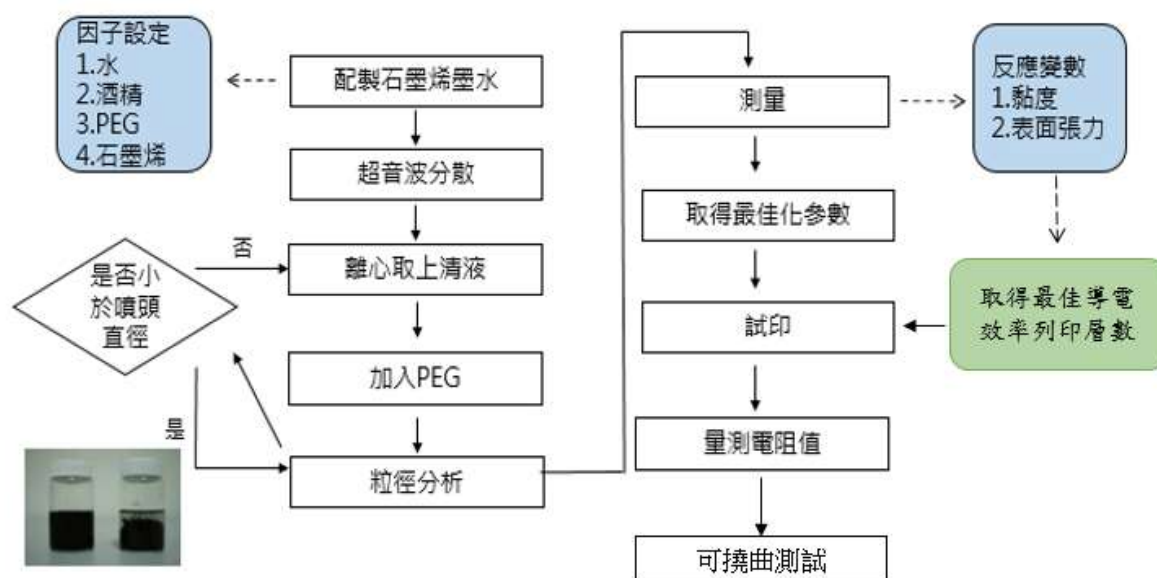 因子設定
1.水
2.酒精
3.PEG
4.石墨烯
配製石墨烯墨水
超音波分散
離心取上清液
加入PEG
粒徑分析
是否小
於噴頭
直徑
否
是
測量
取得最佳化參數
試印
量測電阻值
可撓曲測試
反應變數
1.黏度
2.表面張力
取得最佳導電
效率列印層數